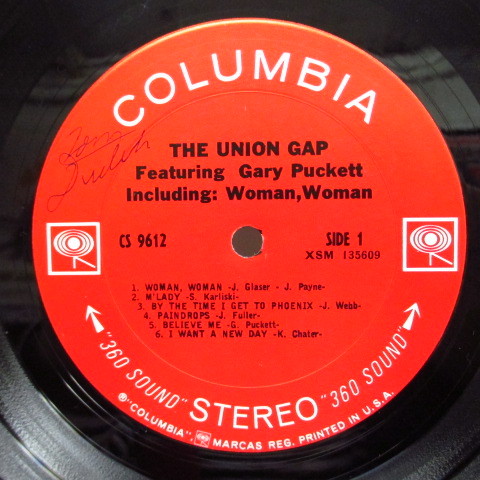 COLUMBIA
THE UNION GAP
Featuring Gary Puckett
Including: Woman, Woman
CS 9612
SIDE 1
XSM 135609
1. WOMAN, WOMAN -J. Glaser - J. Payne-
2. M'LADY -S. Karliski-
3. BY THE TIME I GET TO PHOENIX -J. Webb-
4. PAINDROPS -J. Fuller-
5. BELIEVE ME -G. Puckett-
6. I WANT A NEW DAY -K. Chater-
"360 SOUND" STEREO "360 SOUND"
®"COLUMBIA", MARCAS REG. PRINTED IN U.S.A.